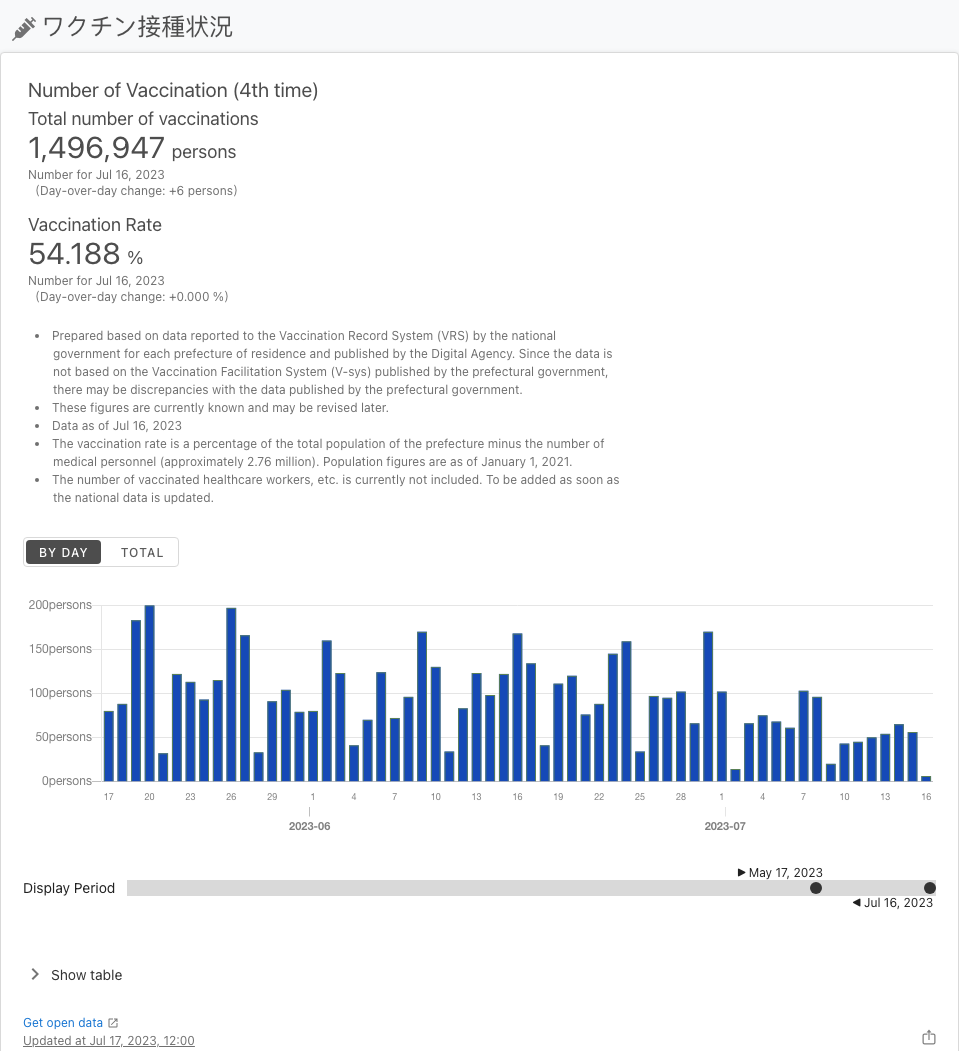 ワクチン接種状況
Number of Vaccination (4th time)
Total number of vaccinations
1,496,947 persons
Number for Jul 16, 2023
(Day-over-day change: +6 persons)
Vaccination Rate
54.188 %
Number for Jul 16, 2023
(Day-over-day change: +0.000 %)
• Prepared based on data reported to the Vaccination Record System (VRS) by the national
government for each prefecture of residence and published by the Digital Agency. Since the data is
not based on the Vaccination Facilitation System (V-sys) published by the prefectural government,
there may be discrepancies with the data published by the prefectural government.
• These figures are currently known and may be revised later.
• Data as of Jul 16, 2023
• The vaccination rate is a percentage of the total population of the prefecture minus the number of
medical personnel (approximately 2.76 million). Population figures are as of January 1, 2021.
• The number of vaccinated healthcare workers, etc. is currently not included. To be added as soon as
the national data is updated.
BY DAY TOTAL
200persons
150persons
100persons
50persons
0persons
17 20 23 26 29 1 4 7 10 13 16 19 22 25 28 1 4 7 10 13 16
2023-06 2023-07
May 17, 2023
Display Period
Jul 16, 2023
Show table
Get open data
Updated at Jul 17, 2023, 12:00